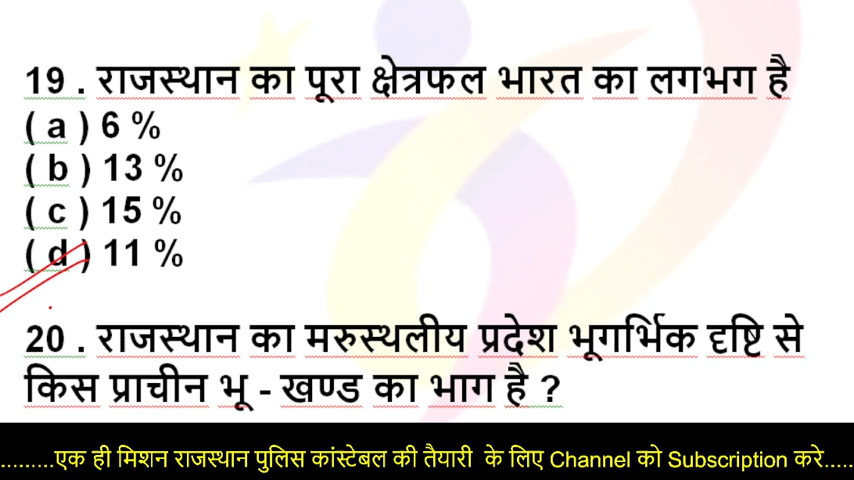 19 . राजस्थान का पूरा क्षेत्रफल भारत का लगभग है
( a ) 6 %
( b ) 13 %
( c ) 15 %
( d ) 11 %
20 . राजस्थान का मरुस्थलीय प्रदेश भूगर्भिक दृष्टि से
किस प्राचीन भू - खण्ड का भाग है ?
.........एक ही मिशन राजस्थान पुलिस कांस्टेबल की तैयारी के लिए Channel को Subscription करे.....